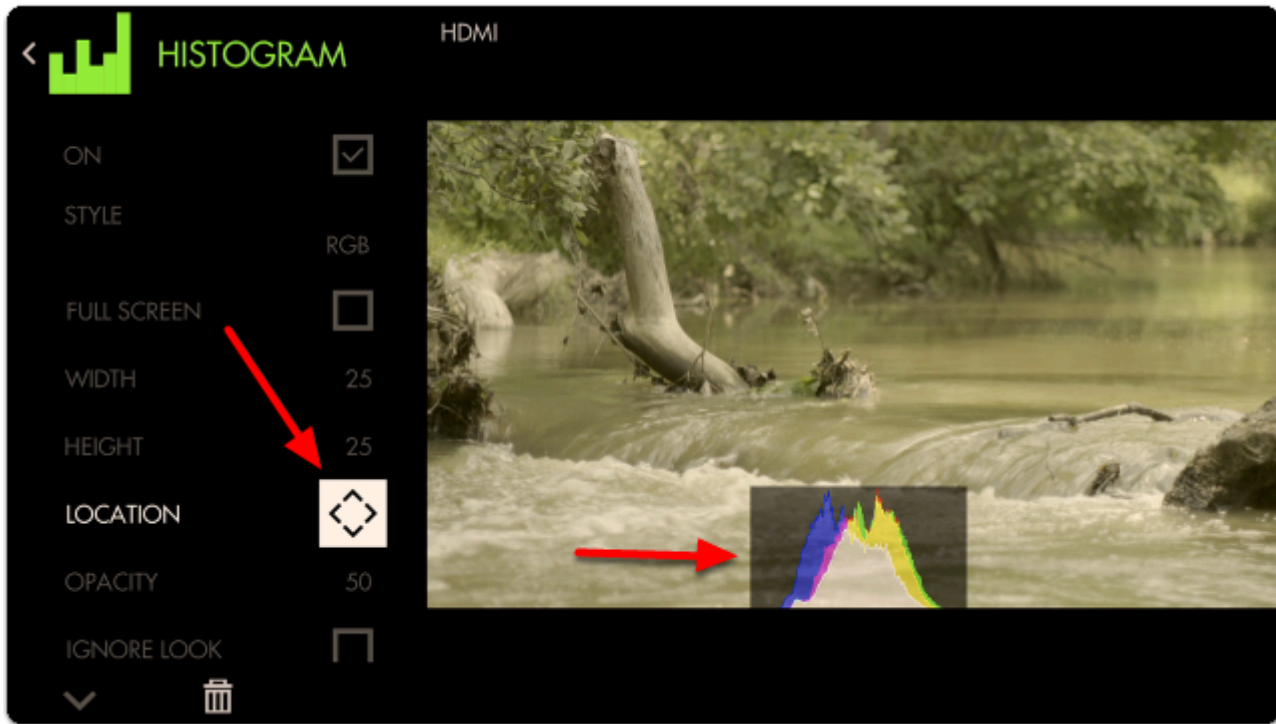 HISTOGRAM
HDMI
ON
STYLE
RGB
FULL SCREEN
WIDTH 25
HEIGHT 25
LOCATION
OPACITY 50
IGNORE LOOK